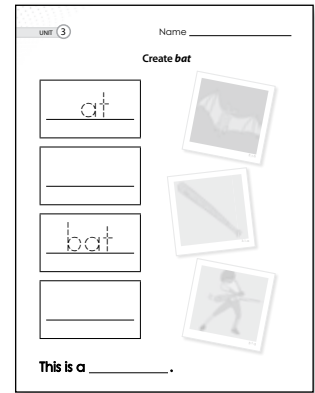 UNIT 3
Name
Create bat
at
bat
This is a .